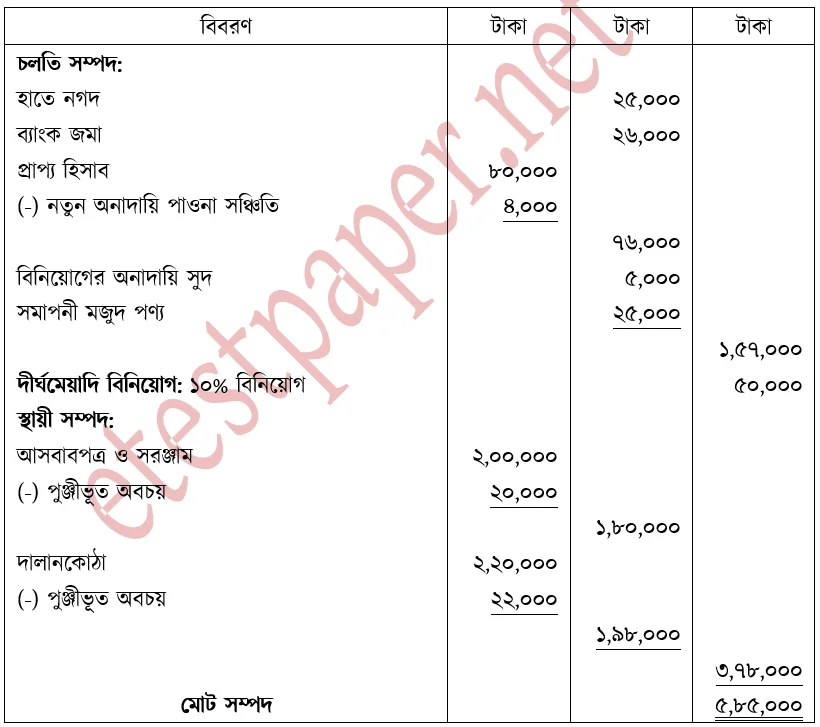 বিবরণ টাকা টাকা টাকা
চলতি সম্পদ:
হাতে নগদ ২৫,০০০
ব্যাংক জমা ২৬,০০০
প্রাপ্য হিসাব ৮০,০০০
(-) নতুন অনাদায়ি পাওনা সঞ্চিতি ৪,০০০
৭৬,০০০
বিনিয়োগের অনাদায়ি সুদ ৫,০০০
সমাপনী মজুদ পণ্য ২৫,০০০
১,৫৭,০০০
দীর্ঘমেয়াদি বিনিয়োগ: ১০% বিনিয়োগ ৫০,০০০
স্থায়ী সম্পদ:
আসবাবপত্র ও সরঞ্জাম ২,০০,০০০
(-) পুঞ্জীভূত অবচয় ২০,০০০
১,৮০,০০০
দালানকোঠা ২,২০,০০০
(-) পুঞ্জীভূত অবচয় ২২,০০০
১,৯৮,০০০
৩,৭৮,০০০
মোট সম্পদ ৫,৮৫,০০০
etestpaper.net